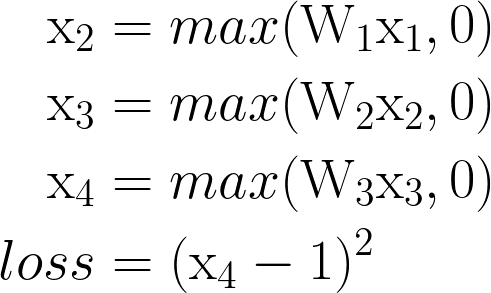 x₂ = max(W₁x₁, 0)
x₃ = max(W₂x₂, 0)
x₄ = max(W₃x₃, 0)
loss = (x₄ − 1)²